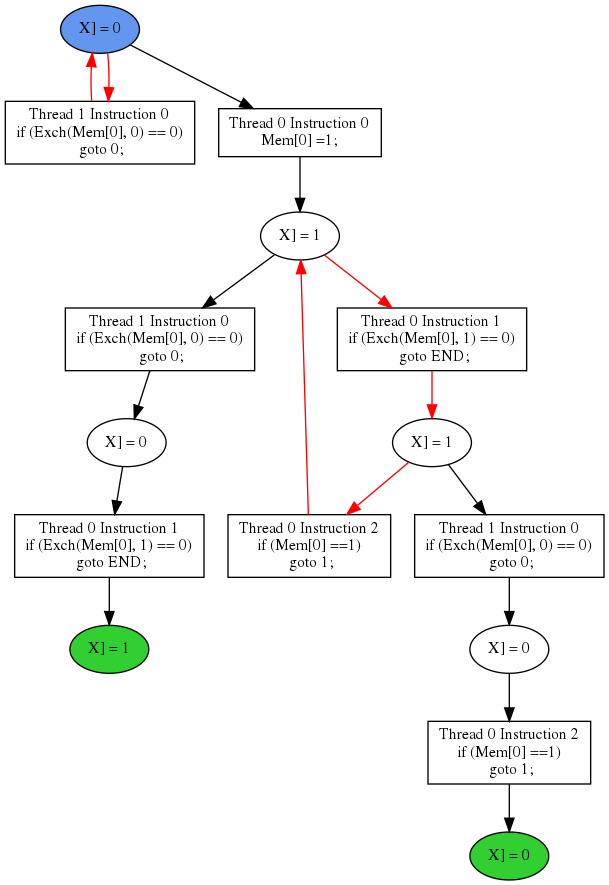 X] = 0
Thread 1 Instruction 0
if (Exch(Mem[0], 0) == 0)
goto 0;
Thread 0 Instruction 0
Mem[0] =1;
X] = 1
Thread 1 Instruction 0
if (Exch(Mem[0], 0) == 0)
goto 0;
Thread 0 Instruction 1
if (Exch(Mem[0], 1) == 0)
goto END;
X] = 0
X] = 1
Thread 0 Instruction 1
if (Exch(Mem[0], 1) == 0)
goto END;
Thread 0 Instruction 2
if (Mem[0] ==1)
goto 1;
Thread 1 Instruction 0
if (Exch(Mem[0], 0) == 0)
goto 0;
X] = 1
X] = 0
Thread 0 Instruction 2
if (Mem[0] ==1)
goto 1;
X] = 0